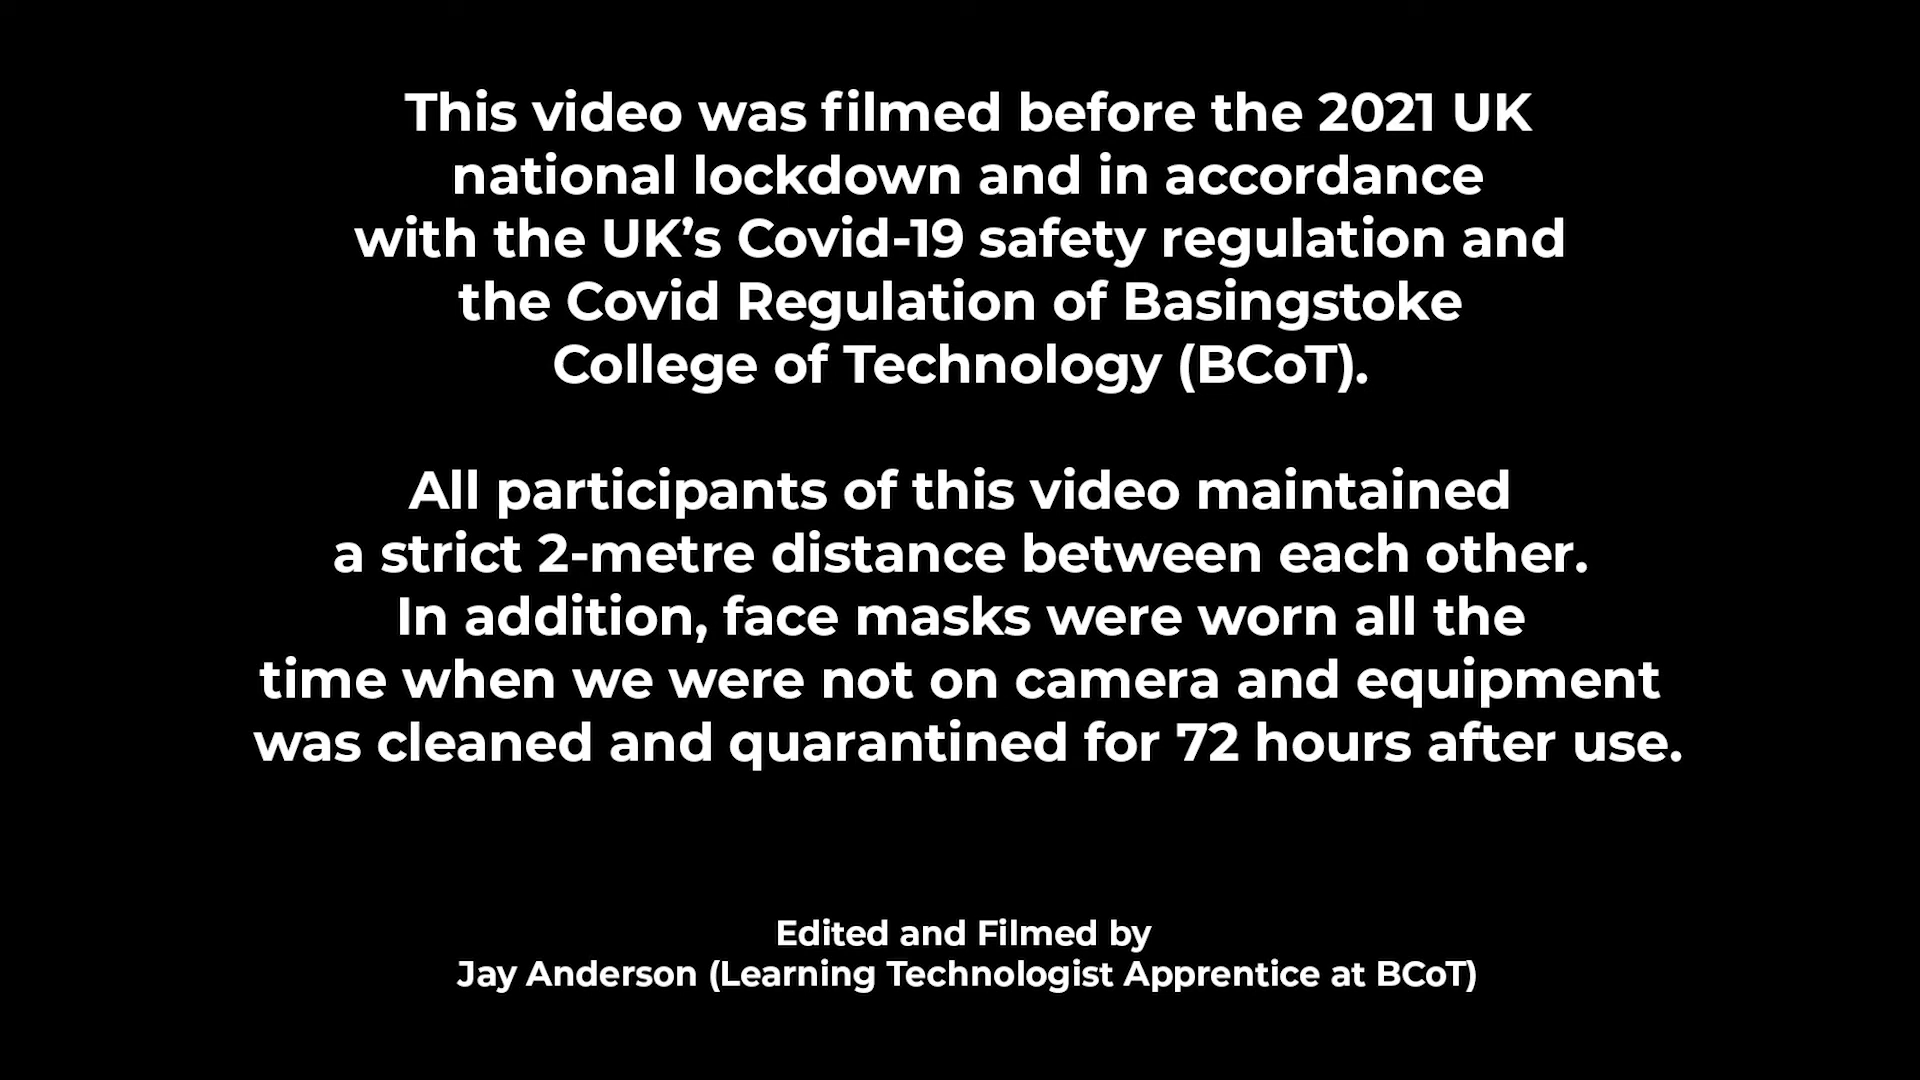 This video was filmed before the 2021 UK
national lockdown and in accordance
with the UK’s Covid-19 safety regulation and
the Covid Regulation of Basingstoke
College of Technology (BCoT).
All participants of this video maintained
a strict 2-metre distance between each other.
In addition, face masks were worn all the
time when we were not on camera and equipment
was cleaned and quarantined for 72 hours after use.
Edited and Filmed by
Jay Anderson (Learning Technologist Apprentice at BCoT)